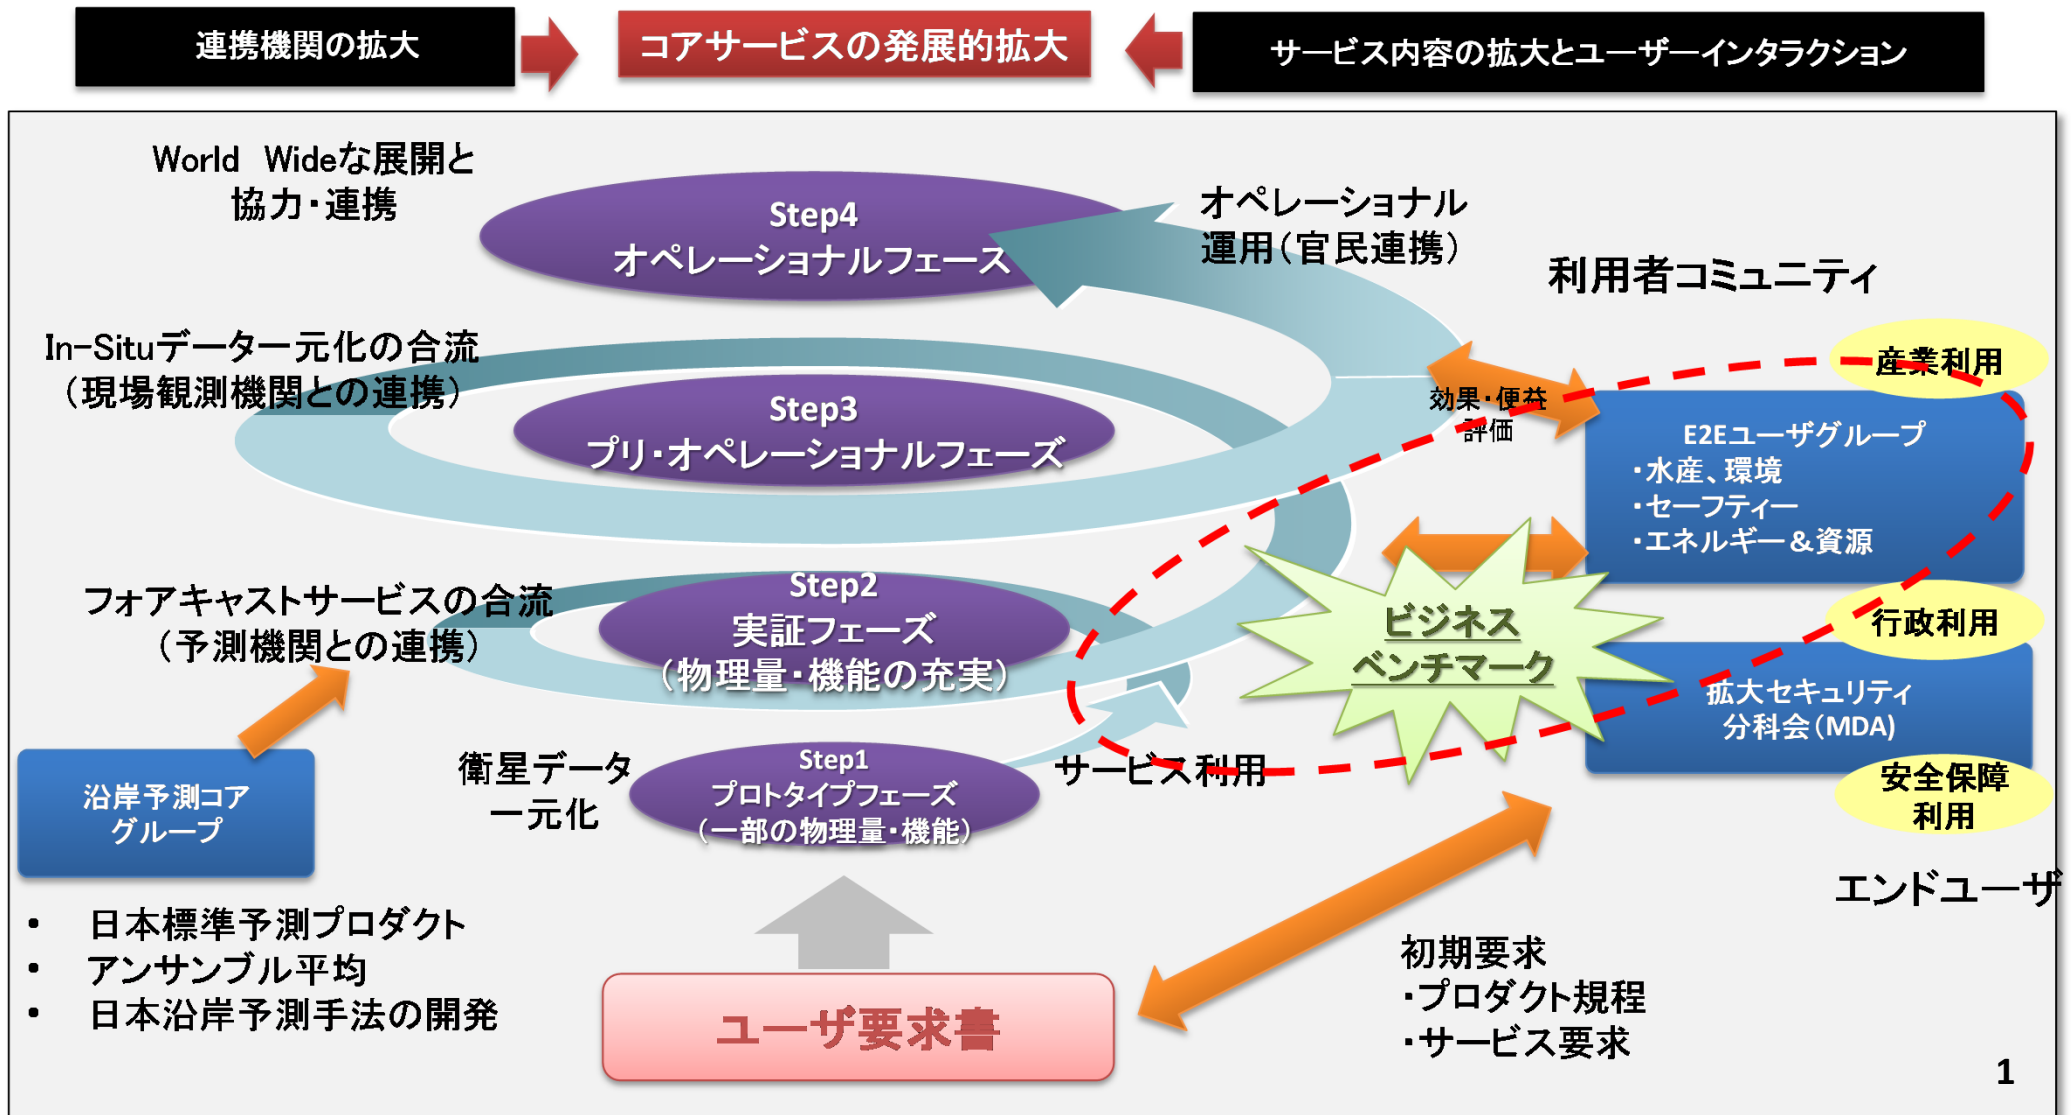 連携機関の拡大
コアサービスの発展的拡大
サービス内容の拡大とユーザーインタラクション
World　Wideな展開と
協力・連携
Step4
オペレーショナルフェース
オペレーショナル
運用(官民連携)
利用者コミュニティ
In-Situデータ一元化の合流
(現場観測機関との連携)
Step3
プリ・オペレーショナルフェーズ
効果・便益
評価
産業利用
E2Eユーザグループ
・水産、環境
・セーフティー
・エネルギー＆資源
フォアキャストサービスの合流
(予測機関との連携)
Step2
実証フェーズ
(物理量・機能の充実)
ビジネス
ベンチマーク
行政利用
拡大セキュリティ
分科会(MDA)
安全保障
利用
エンドユーザ
沿岸予測コア
グループ
衛星データ
一元化
Step1
プロトタイプフェーズ
(一部の物理量・機能)
サービス利用
• 日本標準予測プロダクト
• アンサンブル平均
• 日本沿岸予測手法の開発
ユーザ要求書
初期要求
・プロダクト規程
・サービス要求
1